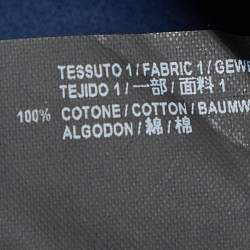 TESSUTO 1 / FABRIC 1 / GEWE
TEJIDO 1 / 一部 / 面料 1
100% COTONE / COTTON / BAUMW
ALGODON / 綿 / 棉